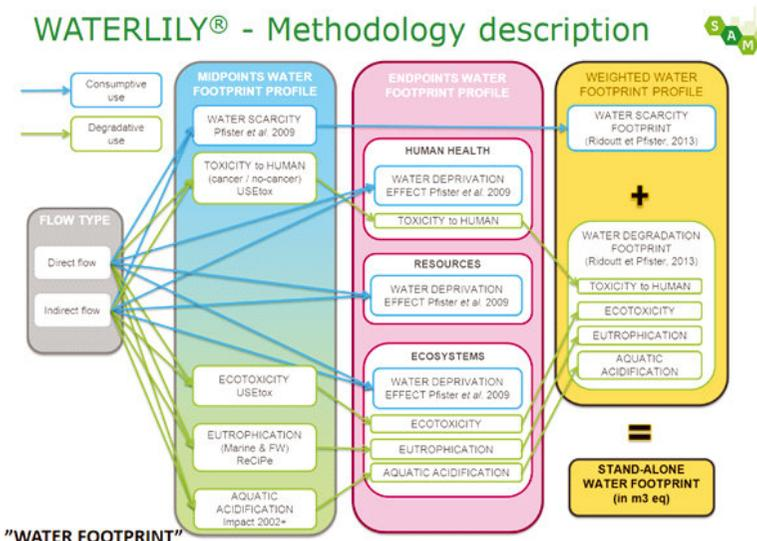 WATERLILY® - Methodology description
S
A
M
Consumptive
use
Degradative
use
FLOW TYPE
Direct flow
Indirect flow
MIDPOINTS WATER
FOOTPRINT PROFILE
WATER SCARCITY
Pfister et al. 2009
TOXICITY to HUMAN
(cancer / no-cancer)
USEtox
ECOTOXICITY
USEtox
EUTROPHICATION
(Marine & FW)
ReCiPe
AQUATIC
ACIDIFICATION
Impact 2002+
ENDPOINTS WATER
FOOTPRINT PROFILE
HUMAN HEALTH
WATER DEPRIVATION
EFFECT Pfister et al. 2009
TOXICITY to HUMAN
RESOURCES
WATER DEPRIVATION
EFFECT Pfister et al. 2009
ECOSYSTEMS
WATER DEPRIVATION
EFFECT Pfister et al. 2009
ECOTOXICITY
EUTROPHICATION
AQUATIC ACIDIFICATION
WEIGHTED WATER
FOOTPRINT PROFILE
WATER SCARCITY
FOOTPRINT
(Ridoutt et Pfister, 2013)
+
WATER DEGRADATION
FOOTPRINT
(Ridoutt et Pfister, 2013)
TOXICITY to HUMAN
ECOTOXICITY
EUTROPHICATION
AQUATIC
ACIDIFICATION
=
STAND-ALONE
WATER FOOTPRINT
(in m3 eq)
"WATER FOOTPRINT"